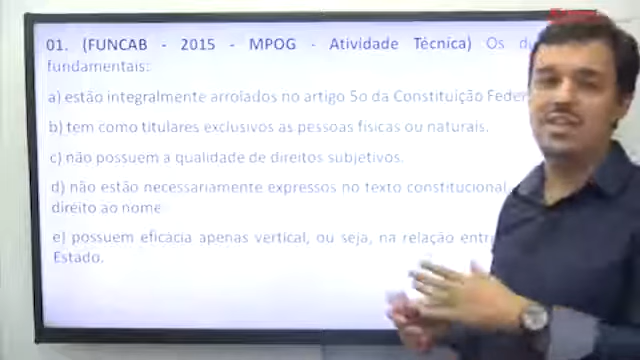 01. (FUNCAB - 2015 - MPOG - Atividade Técnica) Os
fundamentais:
a) estão integralmente arrolados no artigo 5o da Constituição
b) tem como titulares exclusivos as pessoas físicas ou naturais.
c) não possuem a qualidade de direitos subjetivos.
d) não estão necessariamente expressos no texto constitucional,
direito ao nome
e) possuem eficácia apenas vertical, ou seja, na relação
Estado.